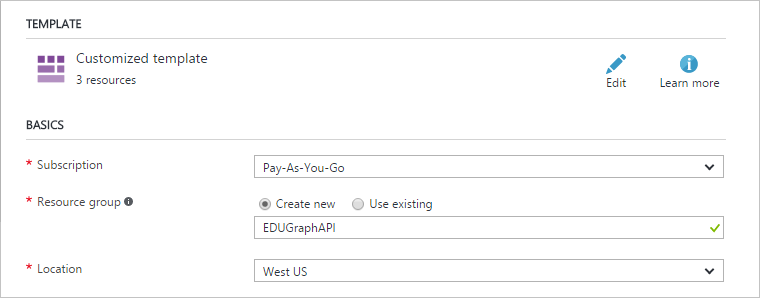 TEMPLATE
Customized template
3 resources
Edit
Learn more
BASICS
* Subscription
Pay-As-You-Go
* Resource group
Create new
Use existing
EDUGraphAPI
* Location
West US